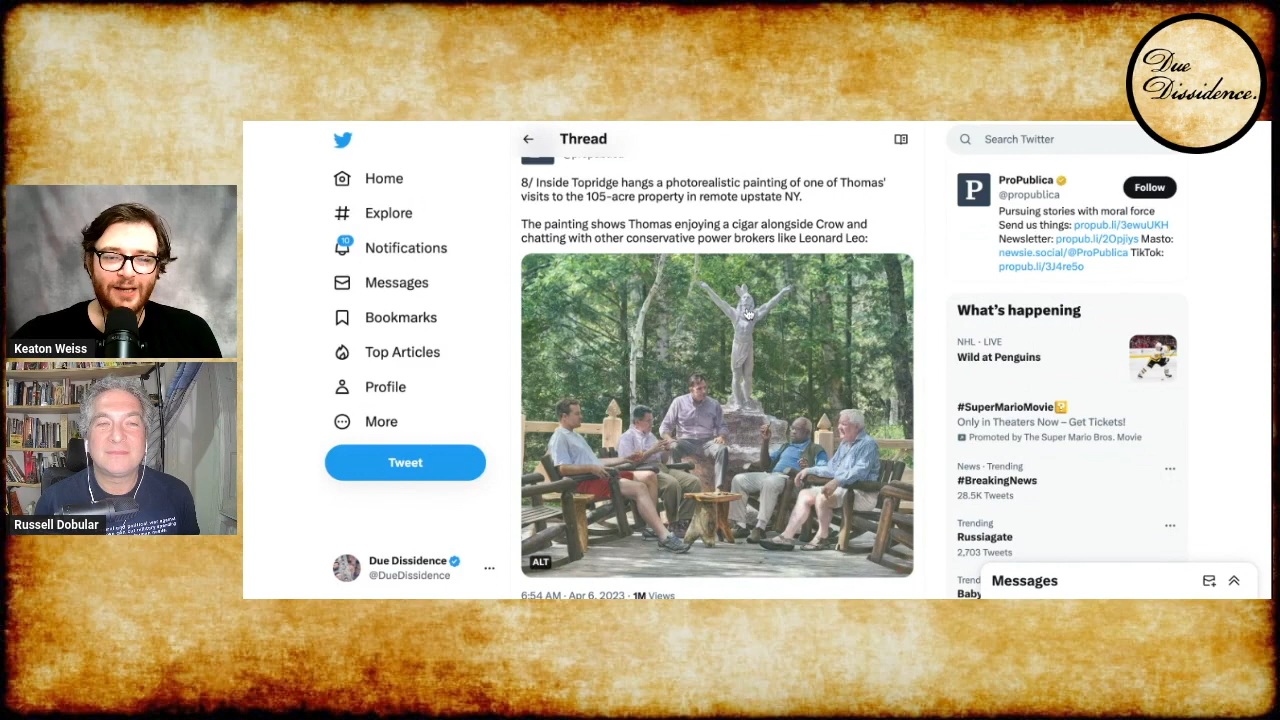 Due
Dissidence.
Keaton Weiss
Russell Dobular
Home
Explore
10
Notifications
Messages
Bookmarks
Top Articles
Profile
More
Tweet
Due Dissidence
@DueDissidence
Thread
8/ Inside Topridge hangs a photorealistic painting of one of Thomas'
visits to the 105-acre property in remote upstate NY.
The painting shows Thomas enjoying a cigar alongside Crow and
chatting with other conservative power brokers like Leonard Leo:
ALT
6:54 AM · Apr 6, 2023 · 1M Views
Search Twitter
P
ProPublica
@propublica
Follow
Pursuing stories with moral force
Send us things: propub.li/3ewuUKH
Newsletter: propub.li/2Opjiys Masto:
newsie.social/@ProPublica TikTok:
propub.li/3J4re5o
What's happening
NHL · LIVE
Wild at Penguins
#SuperMarioMovie
Only in Theaters Now – Get Tickets!
Promoted by The Super Mario Bros. Movie
News · Trending
#BreakingNews
28.5K Tweets
Trending
Russiagate
2,703 Tweets
Trend
Baby
Messages